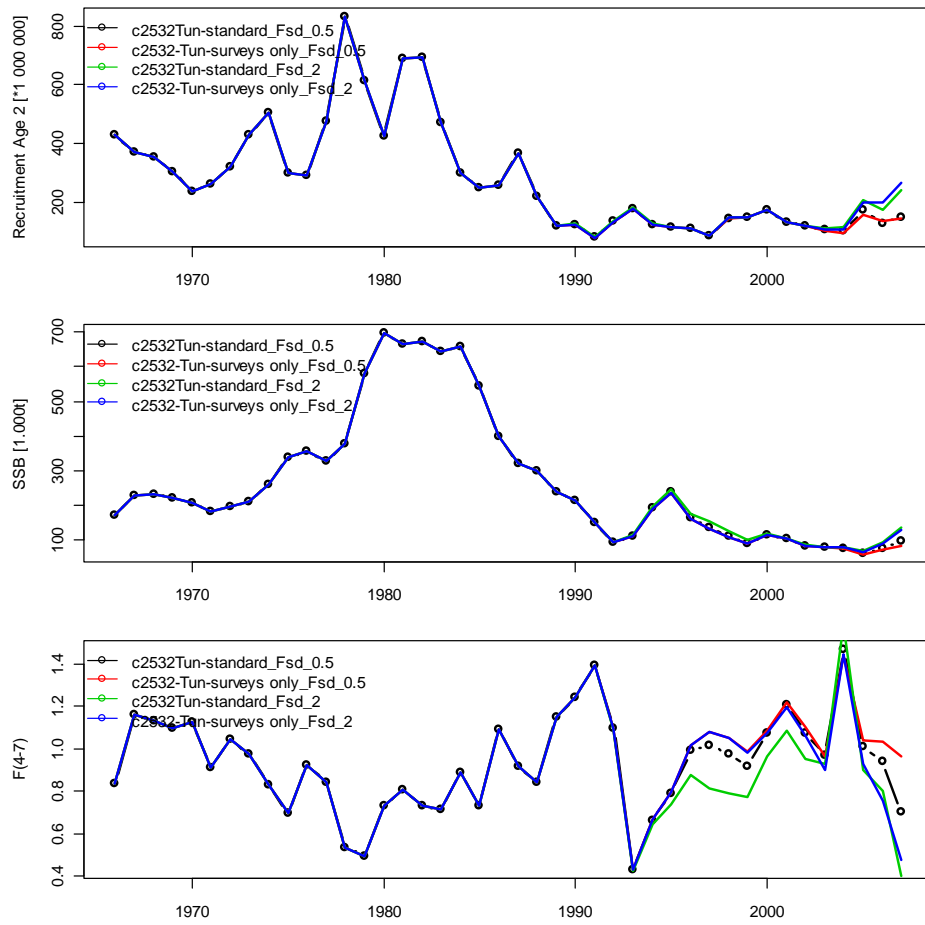 Recruitment Age 2 [*1 000 000]
800
600
400
200
c2532Tun-standard_Fsd_0.5
c2532-Tun-surveys only_Fsd_0.5
c2532Tun-standard_Fsd_2
c2532-Tun-surveys only_Fsd_2
1970 1980 1990 2000
SSB [1.000t]
700
500
300
100
c2532Tun-standard_Fsd_0.5
c2532-Tun-surveys only_Fsd_0.5
c2532Tun-standard_Fsd_2
c2532-Tun-surveys only_Fsd_2
1970 1980 1990 2000
F(4-7)
1.4
1.2
1.0
0.8
0.6
0.4
c2532Tun-standard_Fsd_0.5
c2532-Tun-surveys only_Fsd_0.5
c2532Tun-standard_Fsd_2
c2532-Tun-surveys only_Fsd_2
1970 1980 1990 2000